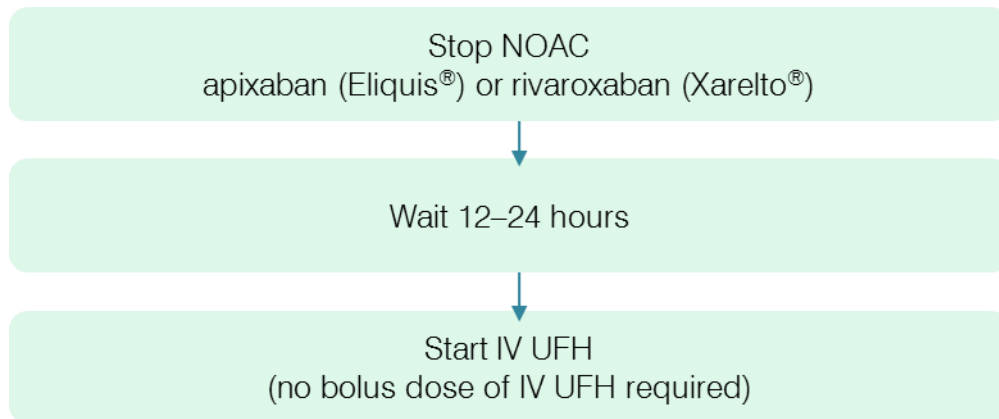 Stop NOAC
apixaban (Eliquis®) or rivaroxaban (Xarelto®)
Wait 12–24 hours
Start IV UFH
(no bolus dose of IV UFH required)